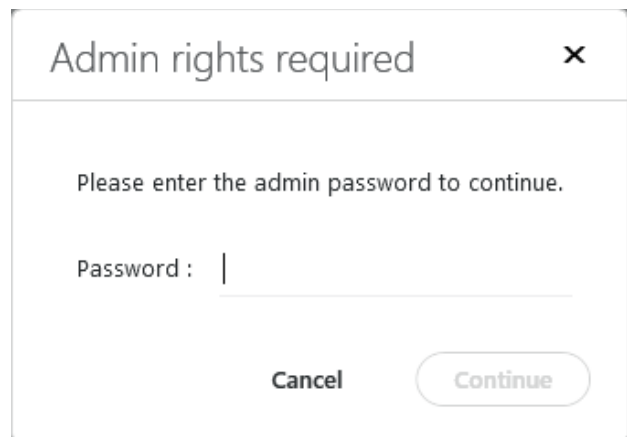 Admin rights required
Please enter the admin password to continue.
Password :
Cancel Continue